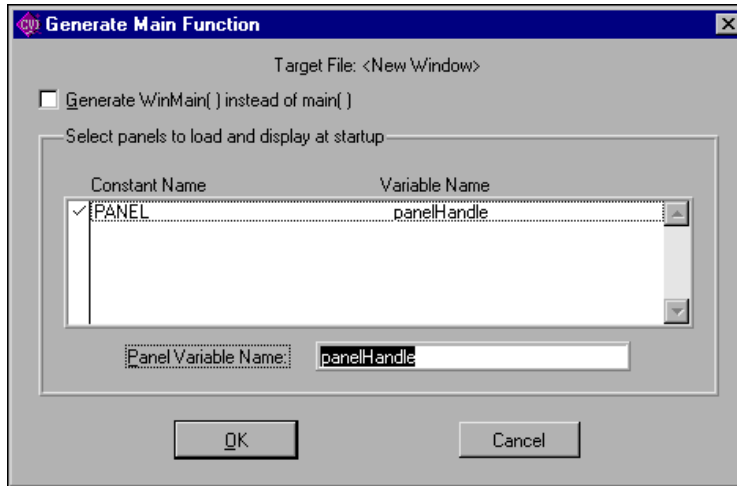 CVI Generate Main Function
Target File: <New Window>
Generate WinMain( ) instead of main( )
Select panels to load and display at startup
Constant Name Variable Name
PANEL panelHandle
Panel Variable Name: panelHandle
OK Cancel